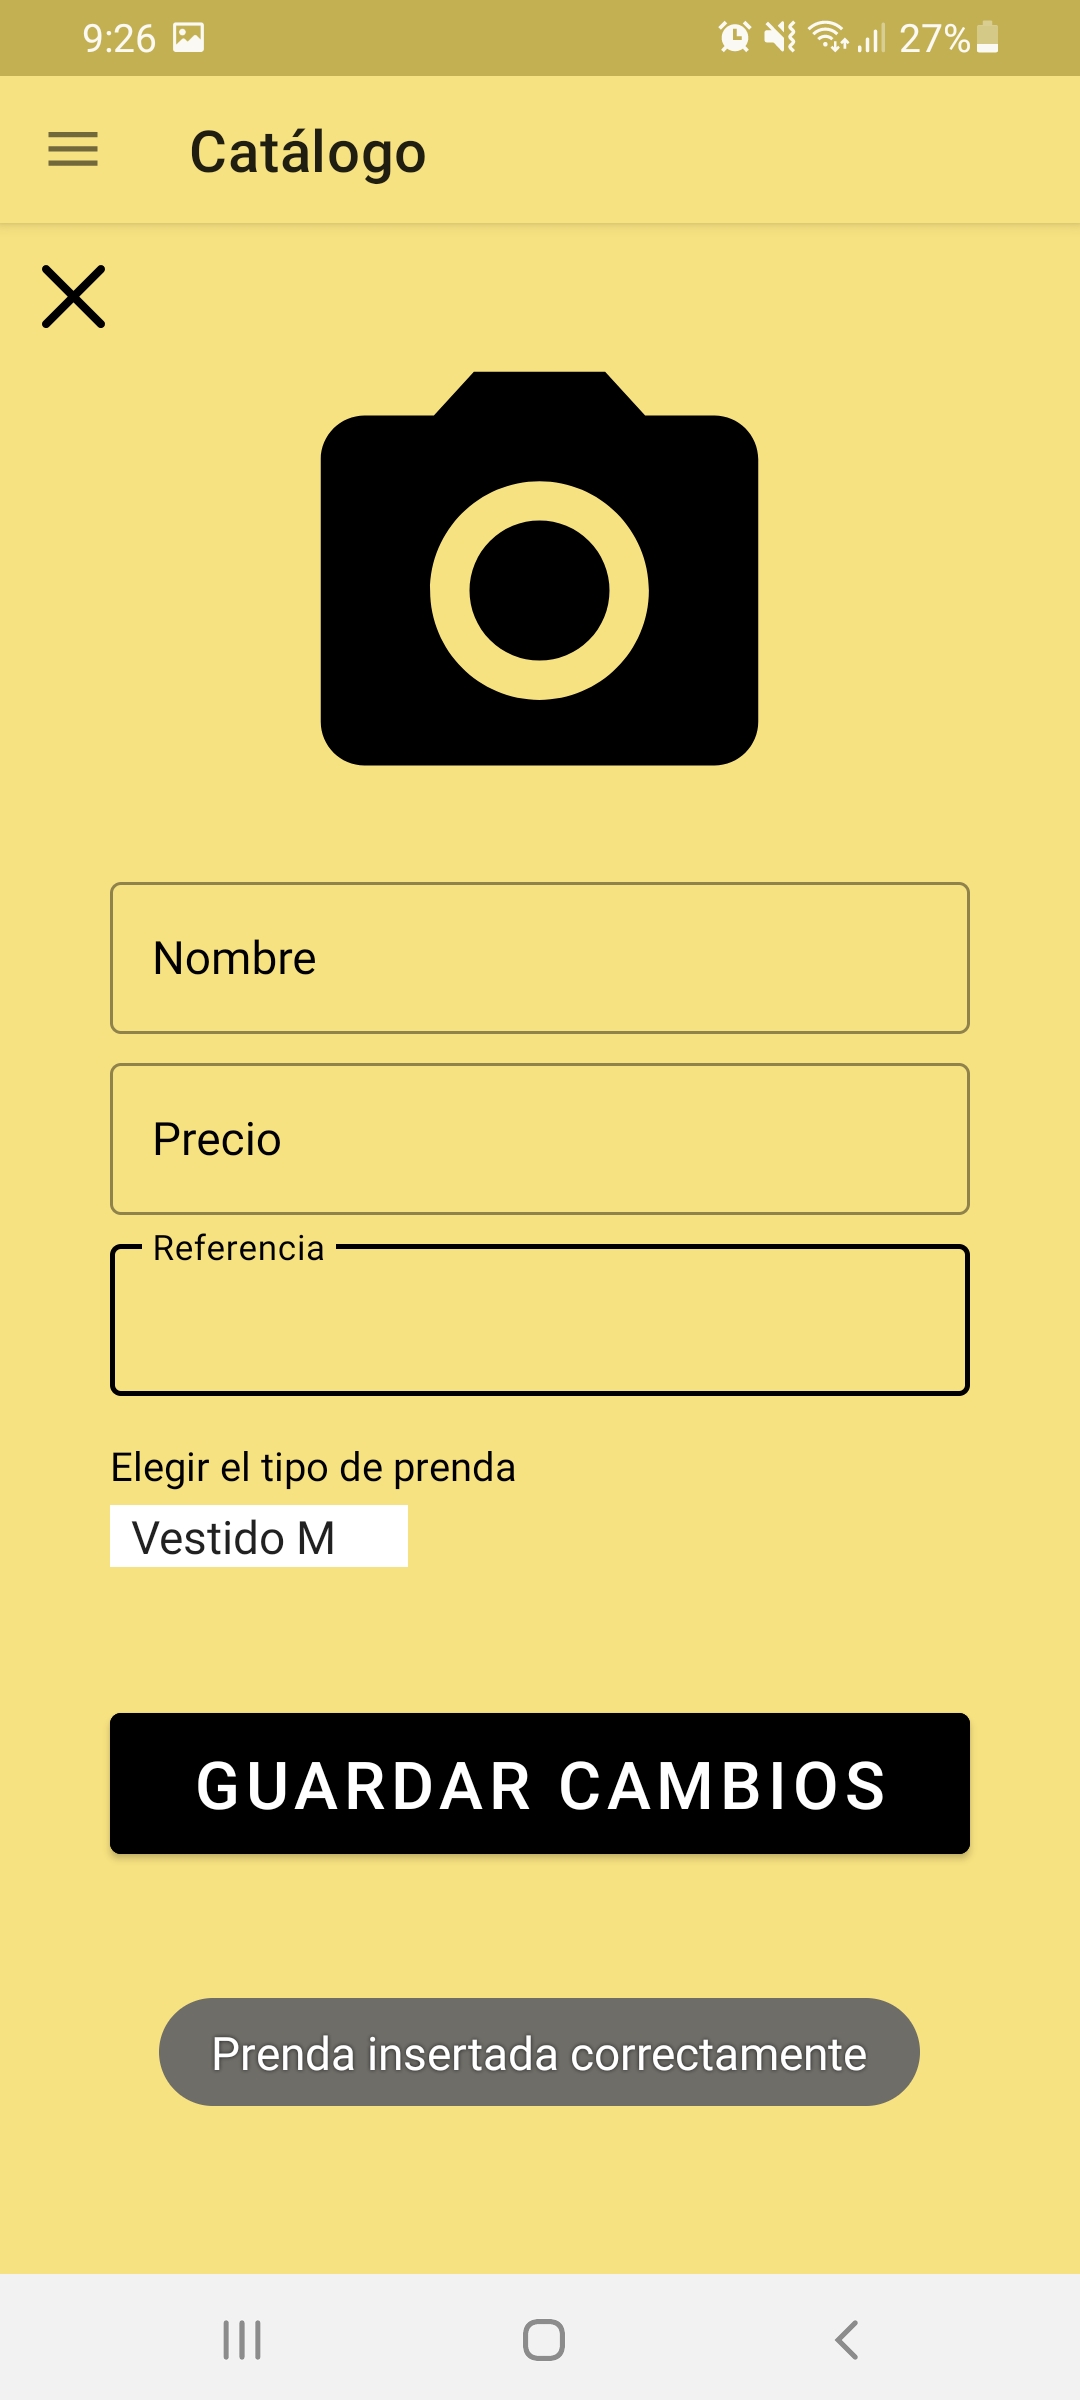 9:26 27%
Catálogo
Nombre
Precio
Referencia
Elegir el tipo de prenda
Vestido M
GUARDAR CAMBIOS
Prenda insertada correctamente